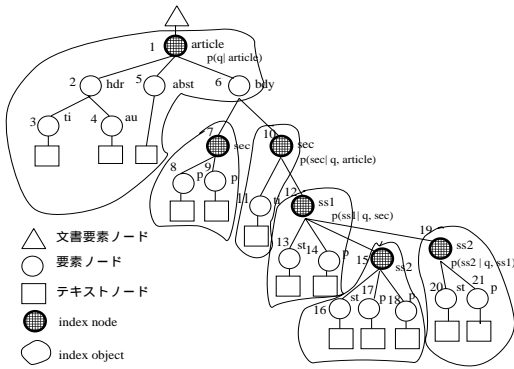 1 article
p(q| article)
2 hdr
5 abst
6 bdy
3 ti
4 au
7 sec
10 sec
p(sec| q, article)
8 p
9 p
11 ti
12 ss1
p(ss1| q, sec)
13 st
14 p
15 ss2
19 ss2
p(ss2 | q, ss1)
16 st
17 p
18 p
20 st
21 p
文書要素ノード
要素ノード
テキストノード
index node
index object